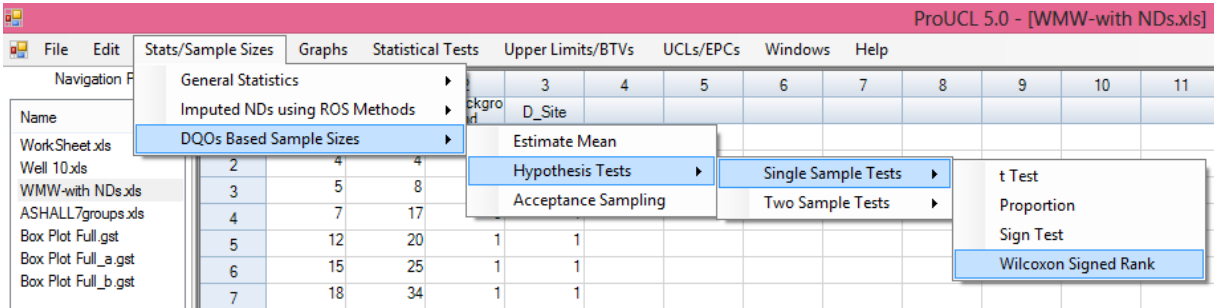 ProUCL 5.0 - [WMW-with NDs.xls]
File Edit Stats/Sample Sizes Graphs Statistical Tests Upper Limits/BTVs UCLs/EPCs Windows Help
Navigation General Statistics 3 4 5 6 7 8 9 10 11
Name Imputed NDs using ROS Methods D_Site
WorkSheet.xls DQOs Based Sample Sizes Estimate Mean
Well 10.xls 2 4 4 Hypothesis Tests Single Sample Tests t Test
WMW-with NDs.xls 3 5 8 Acceptance Sampling Two Sample Tests Proportion
ASHALL7groups.xls 4 7 17 1 Sign Test
Box Plot Full.gst 5 12 20 1 1
Box Plot Full_a.gst 6 15 25 1 1 Wilcoxon Signed Rank
Box Plot Full_b.gst 7 18 34 1 1